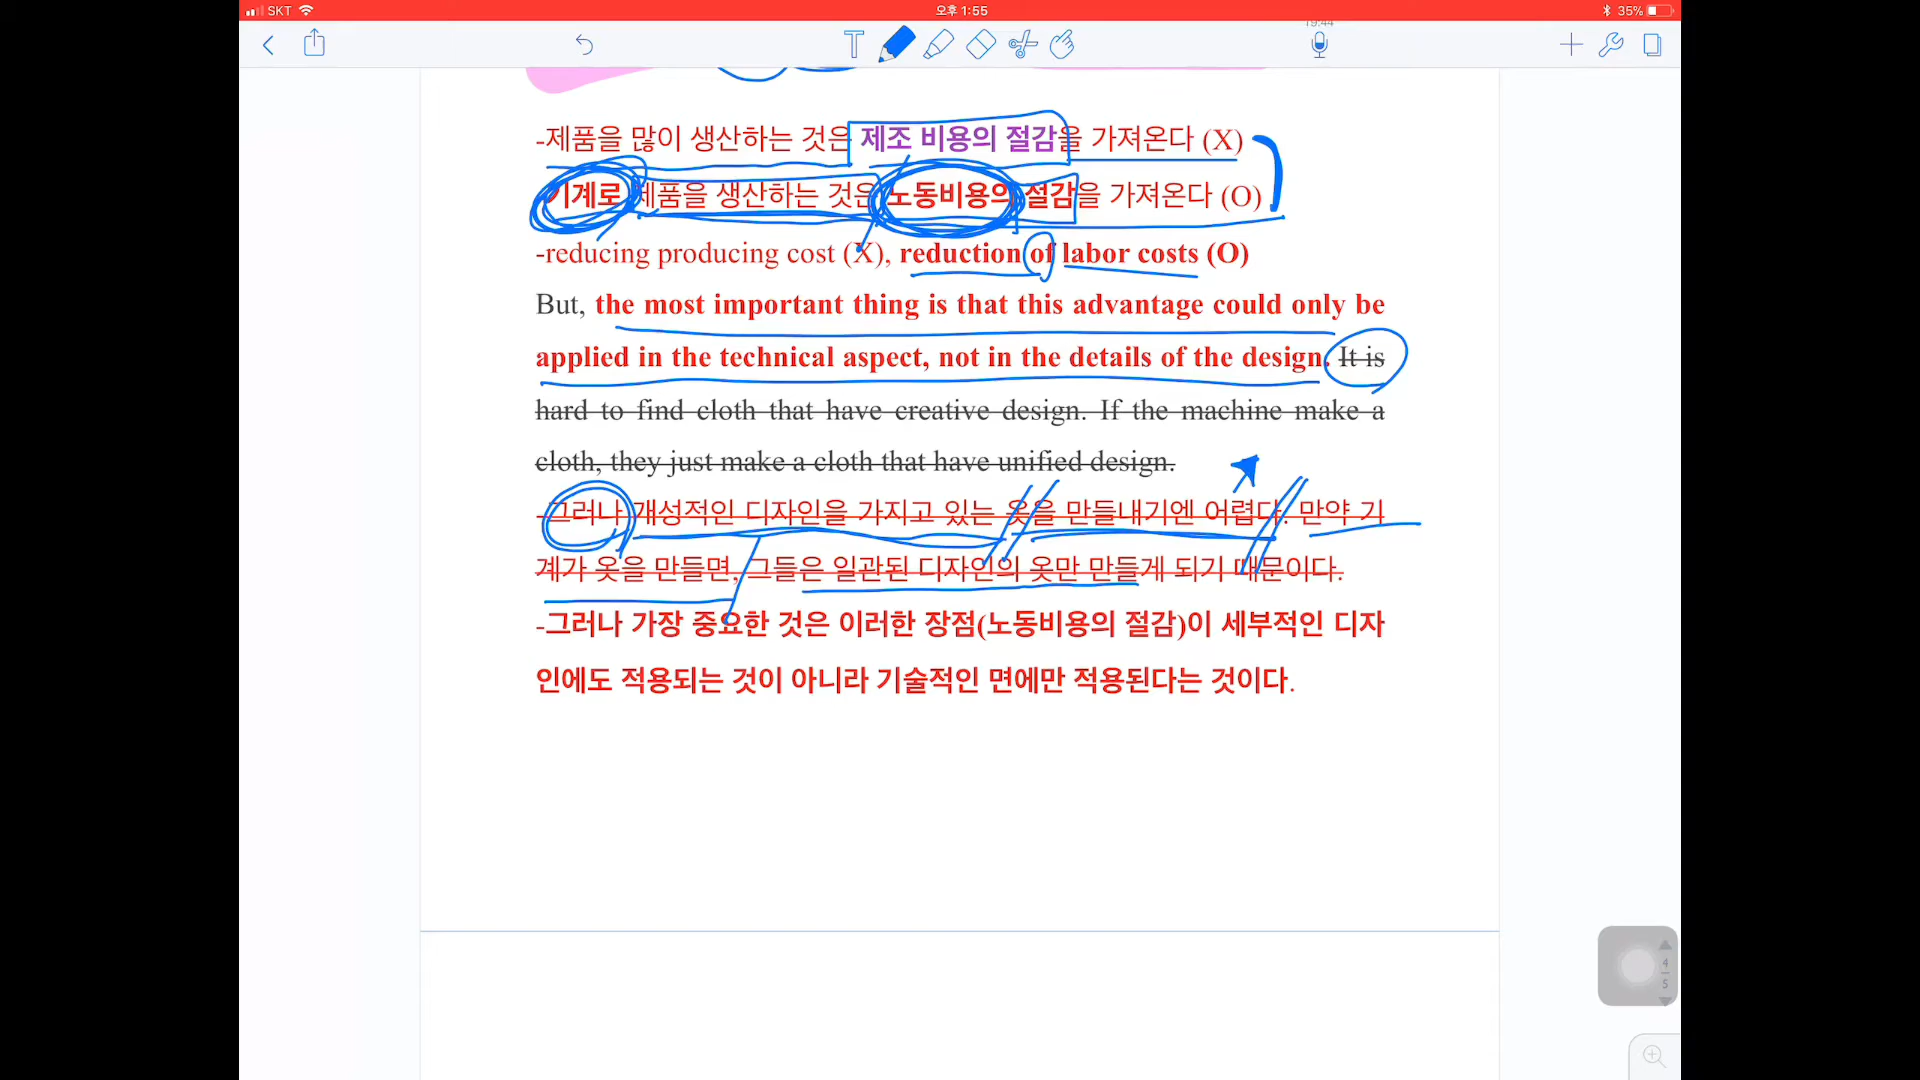 SKT 오후 1:55 35%
19:44
-제품을 많이 생산하는 것은 제조 비용의 절감을 가져온다 (X)
기계로 제품을 생산하는 것은 노동비용의 절감을 가져온다 (O)
-reducing producing cost (X), reduction of labor costs (O)
But, the most important thing is that this advantage could only be
applied in the technical aspect, not in the details of the design. It is
hard to find cloth that have creative design. If the machine make a
cloth, they just make a cloth that have unified design.
-그러나 개성적인 디자인을 가지고 있는 옷을 만들내기엔 어렵다. 만약 기
계가 옷을 만들면, 그들은 일관된 디자인의 옷만 만들게 되기 때문이다.
-그러나 가장 중요한 것은 이러한 장점(노동비용의 절감)이 세부적인 디자
인에도 적용되는 것이 아니라 기술적인 면에만 적용된다는 것이다.
4
5